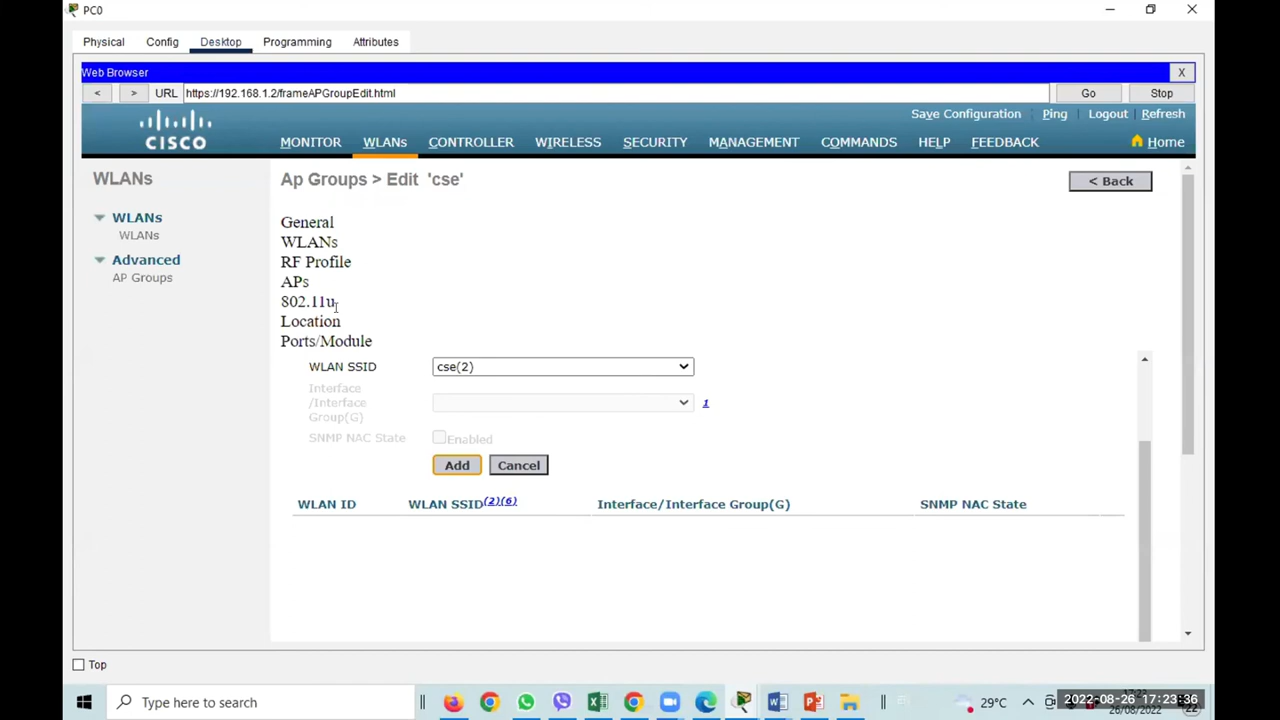 PC0
Physical Config Desktop Programming Attributes
Web Browser X
< > URL https://192.168.1.2/frameAPGroupEdit.html Go Stop
Save Configuration Ping Logout Refresh
CISCO MONITOR WLANs CONTROLLER WIRELESS SECURITY MANAGEMENT COMMANDS HELP FEEDBACK Home
WLANs
WLANs
WLANs
Advanced
AP Groups
Ap Groups > Edit 'cse' < Back
General
WLANs
RF Profile
APs
802.11u
Location
Ports/Module
WLAN SSID cse(2)
Interface
/Interface
Group(G) 1
SNMP NAC State Enabled
Add Cancel
WLAN ID WLAN SSID(2)(6) Interface/Interface Group(G) SNMP NAC State
Top
Type here to search 29°C 2022-08-26 17:23:36
26/08/2022 22